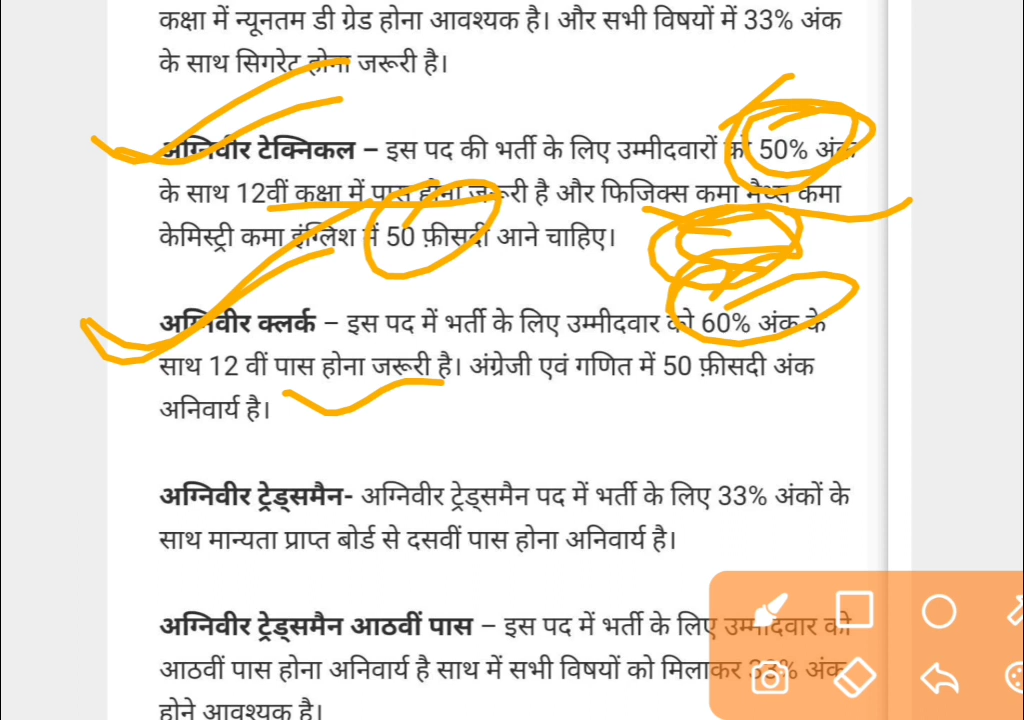 कक्षा में न्यूनतम डी ग्रेड होना आवश्यक है। और सभी विषयों में 33% अंक
के साथ सिगरेट होना जरूरी है।
अग्निवीर टेक्निकल – इस पद की भर्ती के लिए उम्मीदवारों को 50% अंक
के साथ 12वीं कक्षा में पास होना जरूरी है और फिजिक्स कमा मैथ्स कमा
केमिस्ट्री कमा इंग्लिश में 50 फ़ीसदी आने चाहिए।
अग्निवीर क्लर्क – इस पद में भर्ती के लिए उम्मीदवार को 60% अंक के
साथ 12 वीं पास होना जरूरी है। अंग्रेजी एवं गणित में 50 फ़ीसदी अंक
अनिवार्य है।
अग्निवीर ट्रेड्समैन- अग्निवीर ट्रेड्समैन पद में भर्ती के लिए 33% अंकों के
साथ मान्यता प्राप्त बोर्ड से दसवीं पास होना अनिवार्य है।
अग्निवीर ट्रेड्समैन आठवीं पास – इस पद में भर्ती के लिए उम्मीदवार को
आठवीं पास होना अनिवार्य है साथ में सभी विषयों को मिलाकर 33% अंक
होने आवश्यक है।